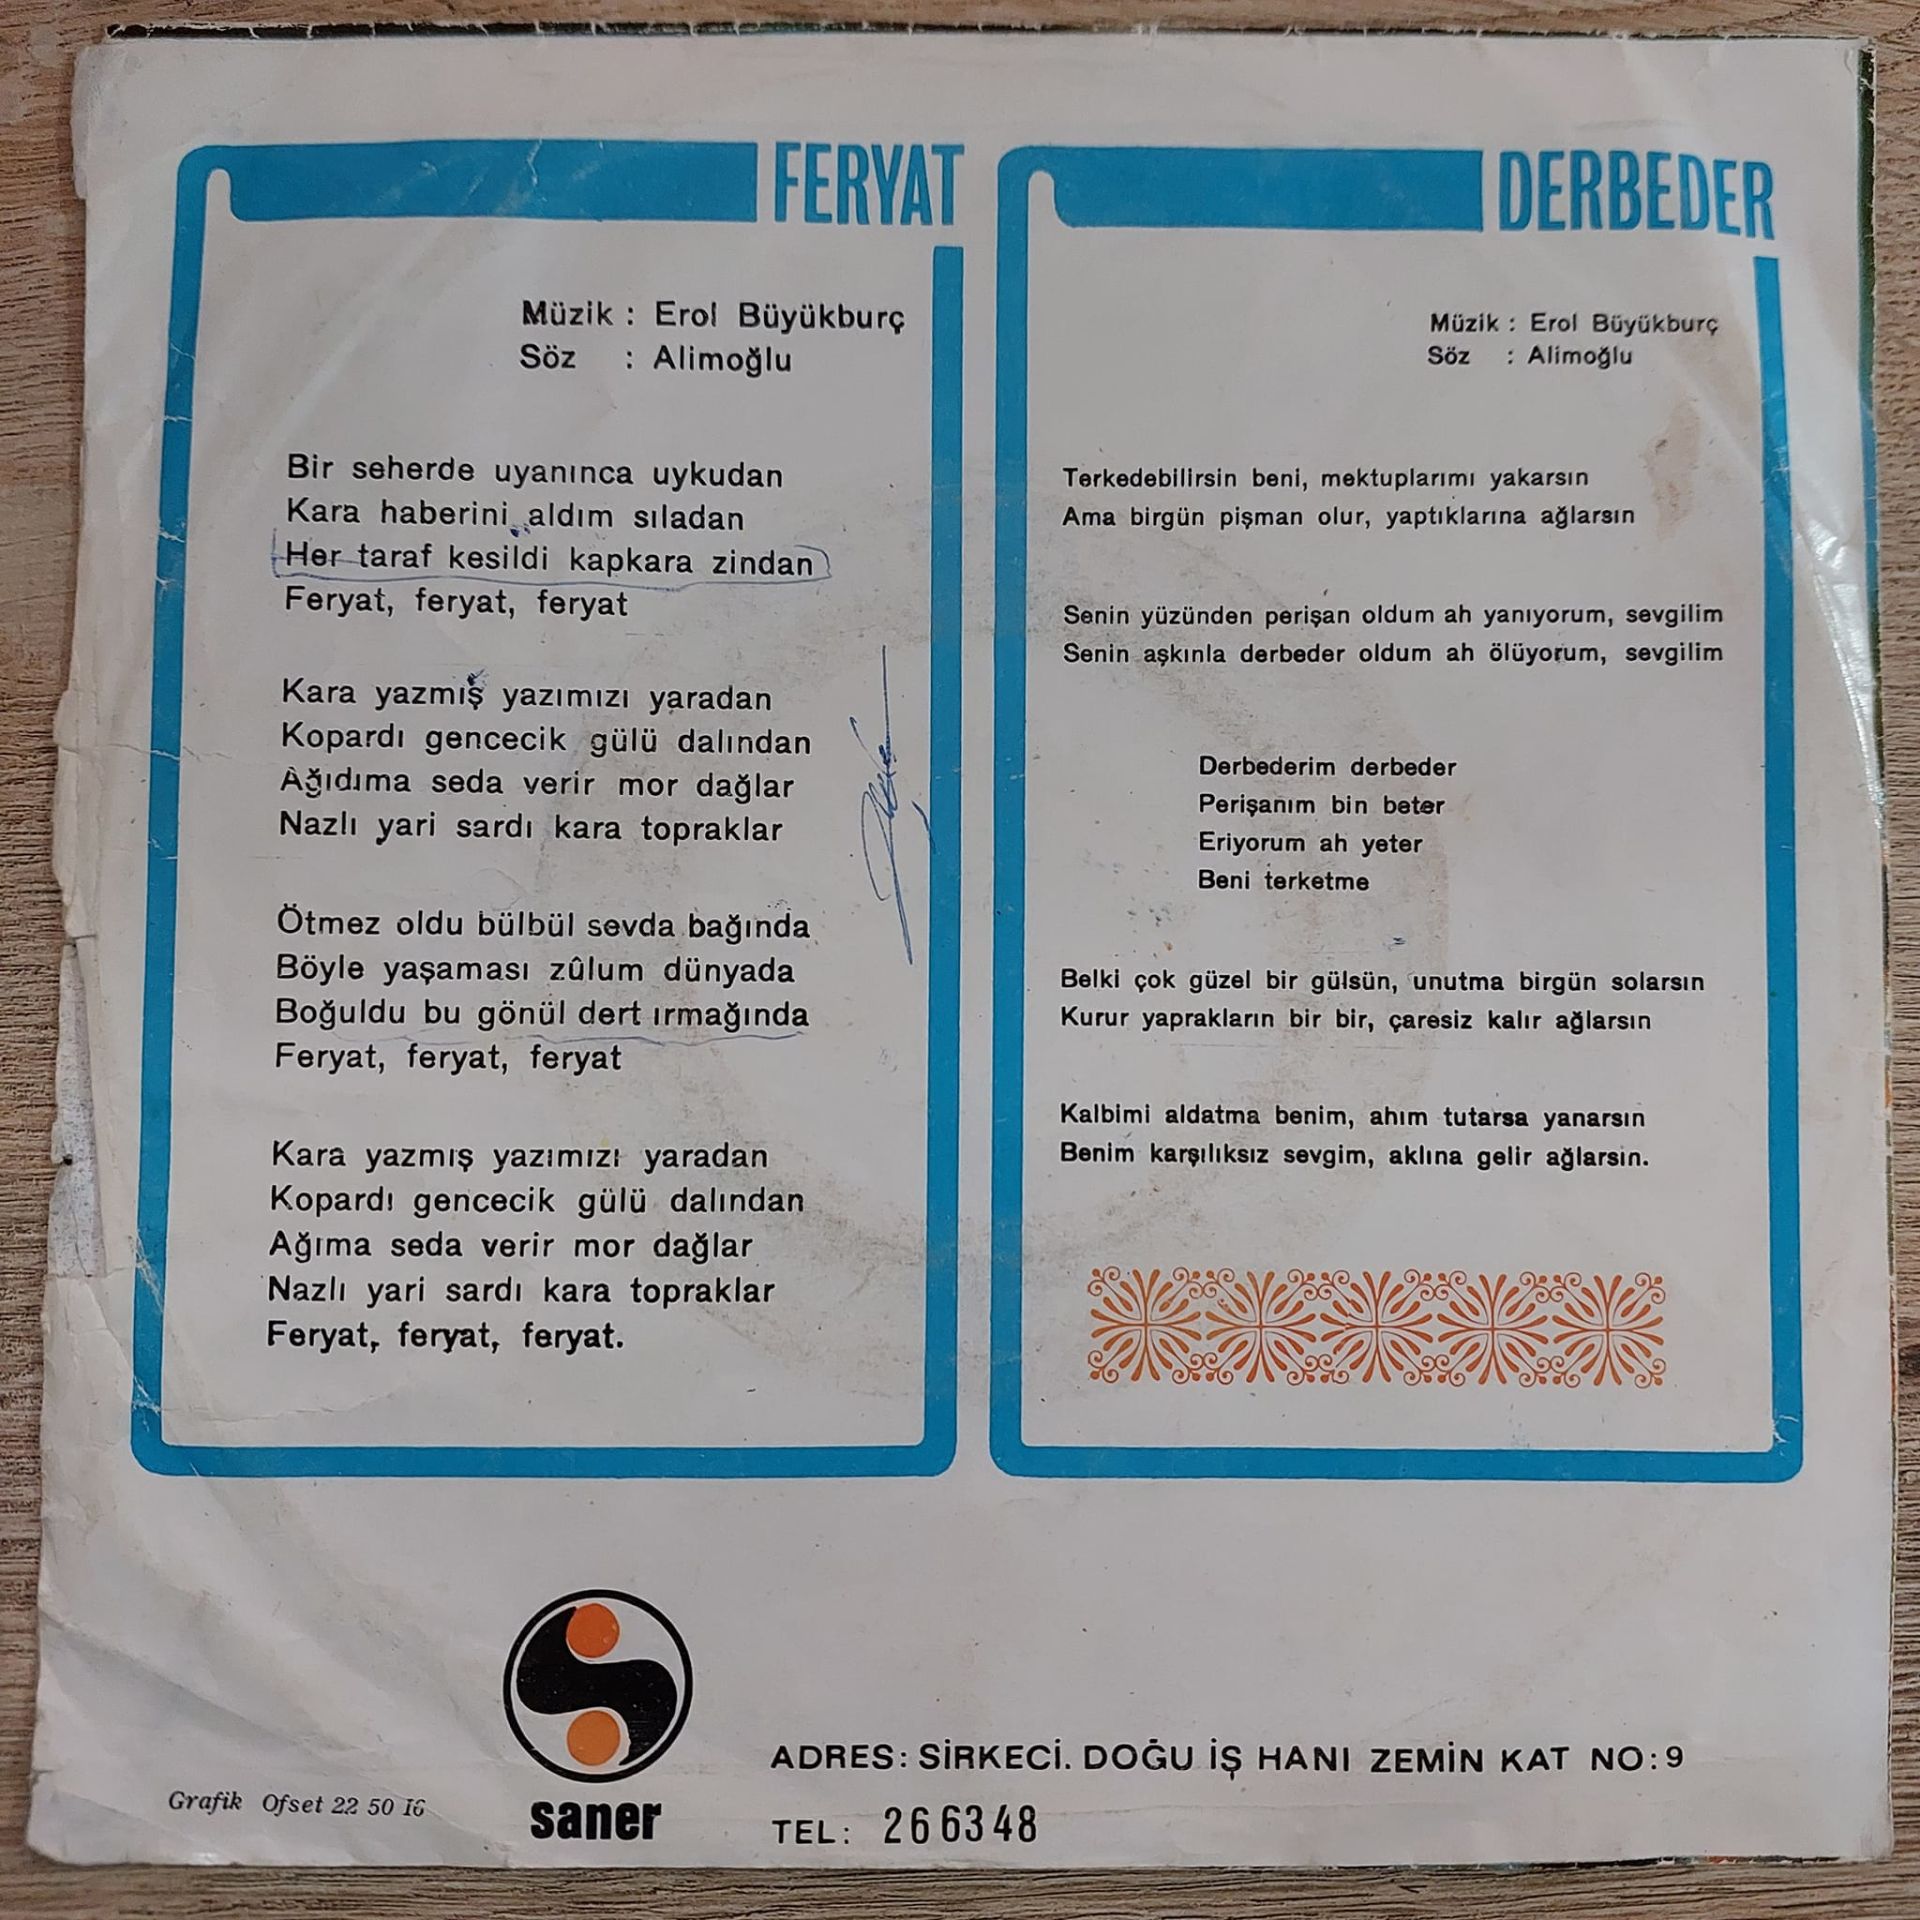 FERYAT
Müzik : Erol Büyükburç
Söz : Alimoğlu
Bir seherde uyanınca uykudan
Kara haberini aldım sıladan
Her taraf kesildi kapkara zindan
Feryat, feryat, feryat
Kara yazmış yazımızı yaradan
Kopardı gencecik gülü dalından
Ağıdıma seda verir mor dağlar
Nazlı yari sardı kara topraklar
Ötmez oldu bülbül sevda bağında
Böyle yaşaması zûlum dünyada
Boğuldu bu gönül dert ırmağında
Feryat, feryat, feryat
Kara yazmış yazımızı yaradan
Kopardı gencecik gülü dalından
Ağıma seda verir mor dağlar
Nazlı yari sardı kara topraklar
Feryat, feryat, feryat.
DERBEDER
Müzik : Erol Büyükburç
Söz : Alimoğlu
Terkedebilirsin beni, mektuplarımı yakarsın
Ama birgün pişman olur, yaptıklarına ağlarsın
Senin yüzünden perişan oldum ah yanıyorum, sevgilim
Senin aşkınla derbeder oldum ah ölüyorum, sevgilim
Derbederim derbeder
Perişanım bin beter
Eriyorum ah yeter
Beni terketme
Belki çok güzel bir gülsün, unutma birgün solarsın
Kurur yaprakların bir bir, çaresiz kalır ağlarsın
Kalbimi aldatma benim, ahım tutarsa yanarsın
Benim karşılıksız sevgim, aklına gelir ağlarsın.
Grafik Ofset 22 50 16
saner
ADRES: SİRKECİ. DOĞU İŞ HANI ZEMİN KAT NO: 9
TEL: 266348